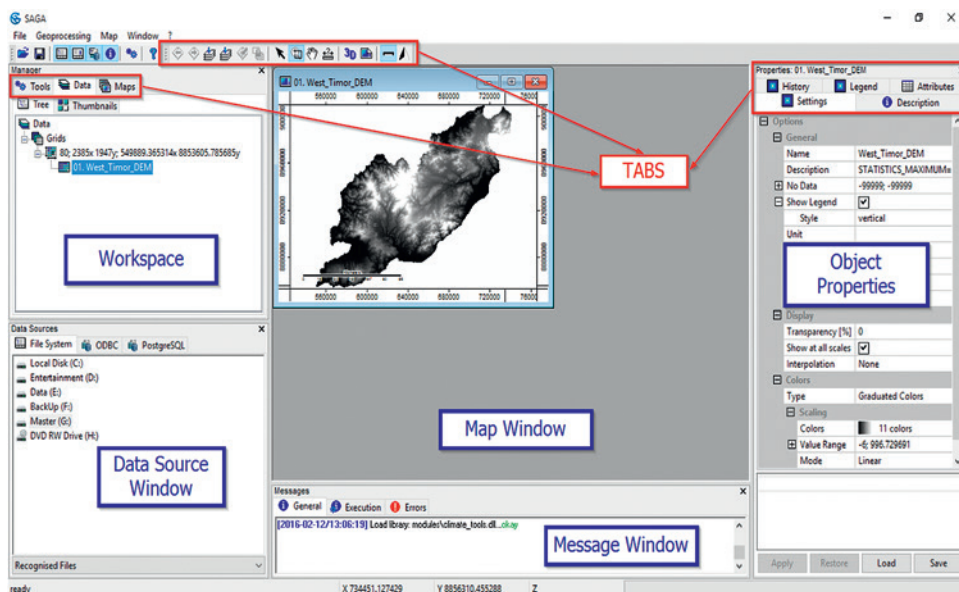 SAGA
File Geoprocessing Map Window ?
3D
Manager
Tools Data Maps
Tree Thumbnails
Data
Grids
80; 2385x 1947y; 549889.365314x 8853605.785685y
01. West_Timor_DEM
Workspace
Data Sources
File System ODBC PostgreSQL
Local Disk (C:)
Entertainment (D:)
Data (E:)
BackUp (F:)
Master (G:)
DVD RW Drive (H:)
Data Source
Window
Recognised Files
01. West_Timor_DEM
560000 600000 640000 680000 720000 76000
8960000
8920000
560000 600000 640000 680000 720000 76000
TABS
Map Window
Messages
General Execution Errors
[2016-02-12/13:06:19] Load library: modules\climate_tools.dll...okay
Message Window
Properties: 01. West_Timor_DEM
History Legend Attributes
Settings Description
Options
General
Name West_Timor_DEM
Description STATISTICS_MAXIMUM=
No Data -99999; -99999
Show Legend
Style vertical
Unit
Object
Properties
Display
Transparency [%] 0
Show at all scales
Interpolation None
Colors
Type Graduated Colors
Scaling
Colors 11 colors
Value Range -6; 996.729691
Mode Linear
Apply Restore Load Save
ready X 734451.127429 Y 8856310.455288 Z